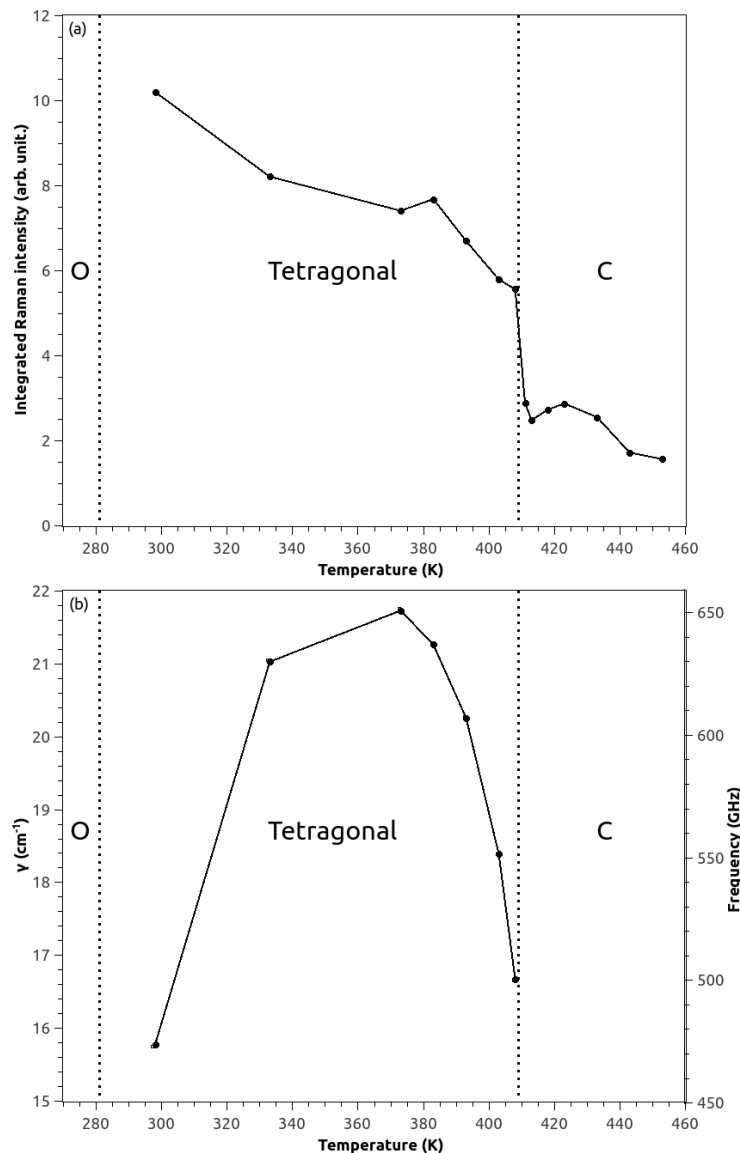 (a)
12
10
8
6
4
2
0
Integrated Raman intensity (arb. unit.)
O
Tetragonal
C
280 300 320 340 360 380 400 420 440 460
Temperature (K)
(b)
22
21
20
19
18
17
16
15
γ (cm⁻¹)
O
Tetragonal
C
650
600
550
500
450
Frequency (GHz)
280 300 320 340 360 380 400 420 440 460
Temperature (K)